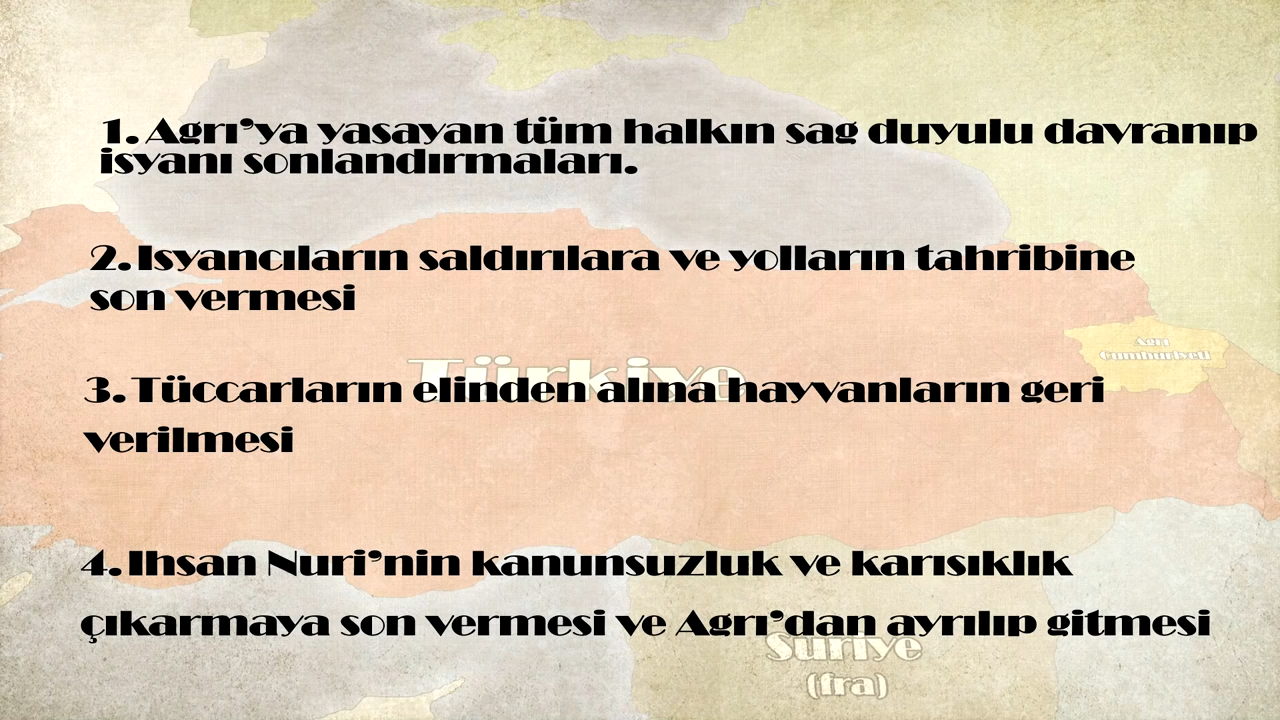 1. Agrı'ya yasayan tüm halkın sag duyulu davranıp
isyanı sonlandırmaları.
2. Isyancıların saldırılara ve yolların tahribine
son vermesi
Agrı
Cumhuriyeti
Türkiye
3. Tüccarların elinden alına hayvanların geri
verilmesi
4. Ihsan Nuri'nin kanunsuzluk ve karısıklık
çıkarmaya son vermesi ve Agrı'dan ayrılıp gitmesi
Suriye
(fra)